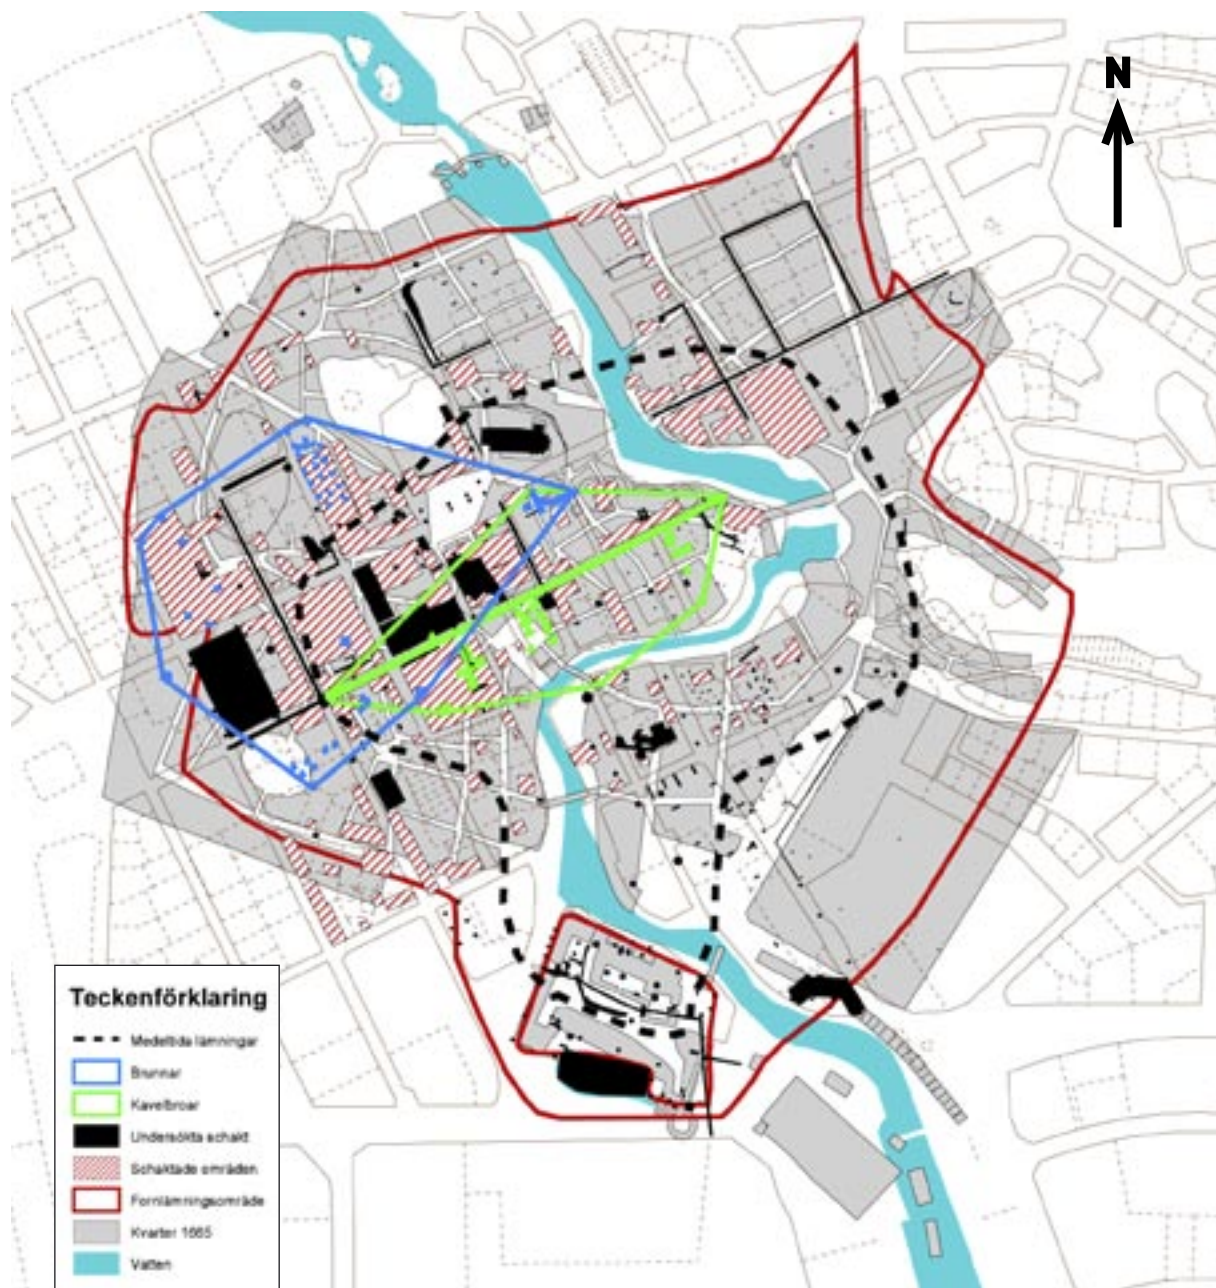 N
Teckenförklaring
Medeltida lämningar
Brunnar
Kavelbroar
Undersökta schakt
Schaktade områden
Fornlämningsområde
Kvarter 1665
Vatten